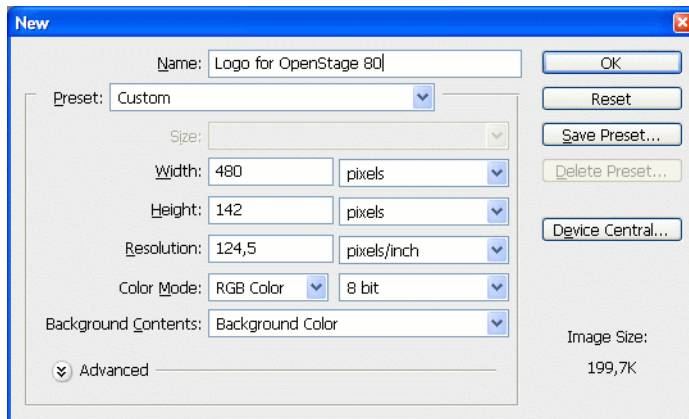 New
Name: Logo for OpenStage 80
OK
Preset: Custom
Reset
Size:
Save Preset...
Width: 480 pixels
Delete Preset...
Height: 142 pixels
Device Central...
Resolution: 124,5 pixels/inch
Color Mode: RGB Color 8 bit
Background Contents: Background Color
Image Size:
199,7K
Advanced